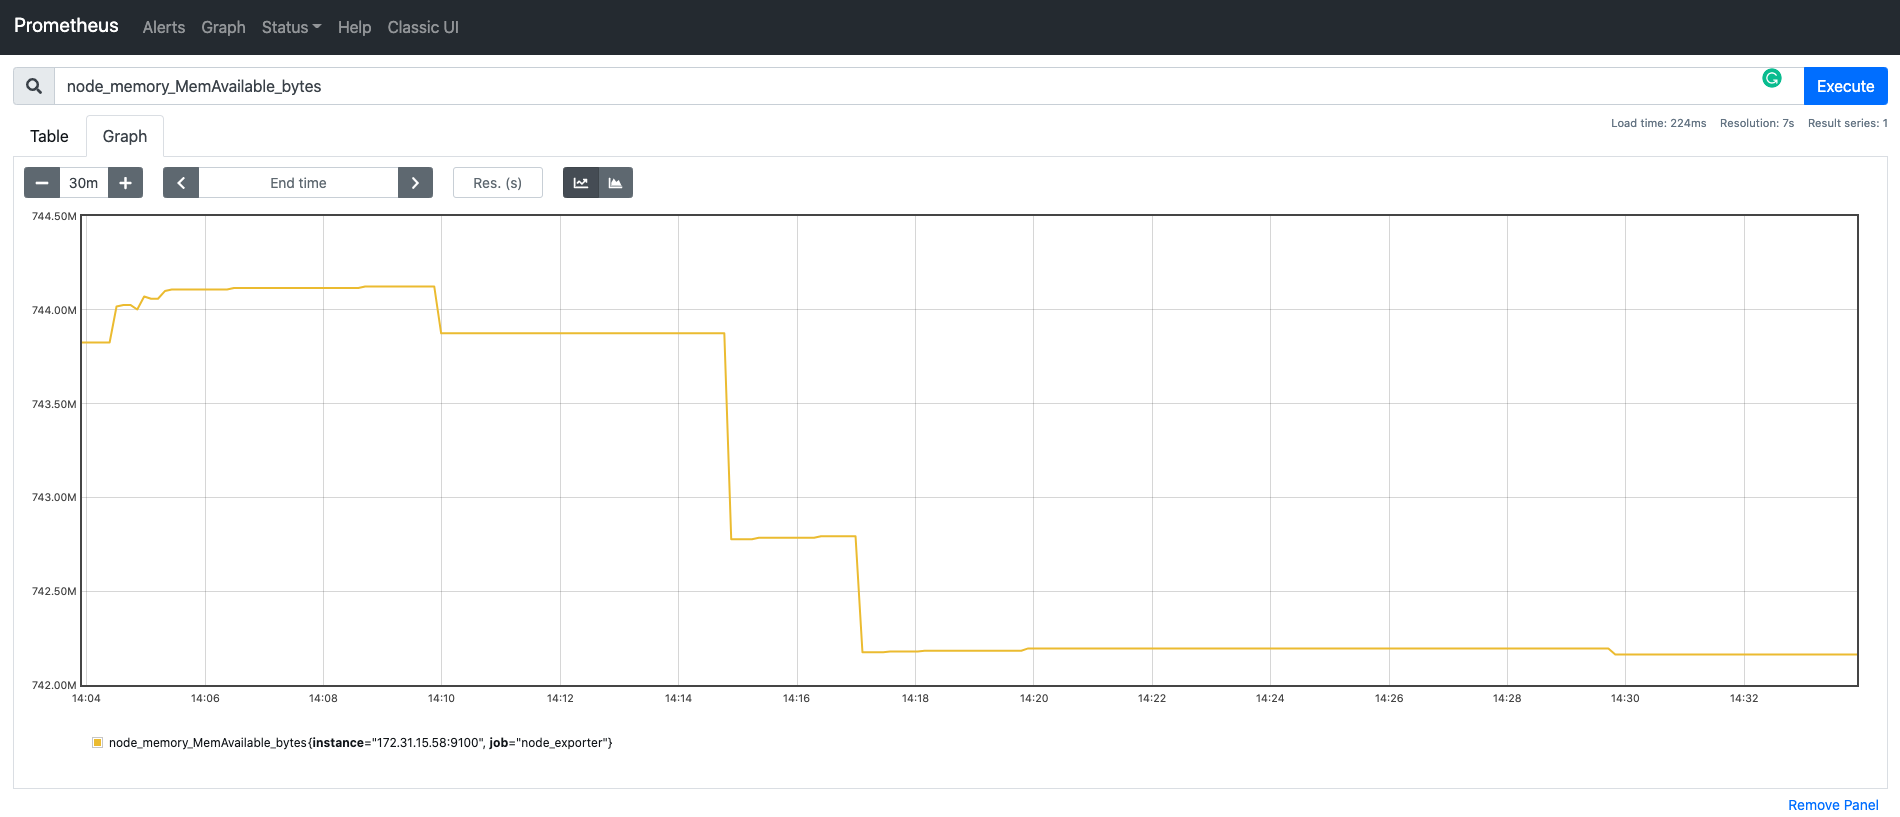 Prometheus Alerts Graph Status Help Classic UI
node_memory_MemAvailable_bytes Execute
Table Graph Load time: 224ms Resolution: 7s Result series: 1
30m End time Res. (s)
744.50M
744.00M
743.50M
743.00M
742.50M
742.00M
14:04 14:06 14:08 14:10 14:12 14:14 14:16 14:18 14:20 14:22 14:24 14:26 14:28 14:30 14:32
node_memory_MemAvailable_bytes{instance="172.31.15.58:9100", job="node_exporter"}
Remove Panel